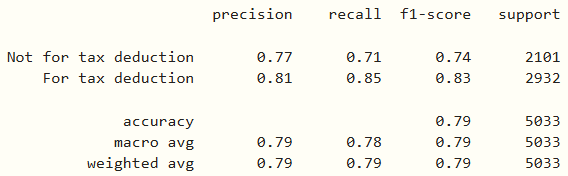 precision recall f1-score support
Not for tax deduction 0.77 0.71 0.74 2101
For tax deduction 0.81 0.85 0.83 2932
accuracy 0.79 5033
macro avg 0.79 0.78 0.79 5033
weighted avg 0.79 0.79 0.79 5033